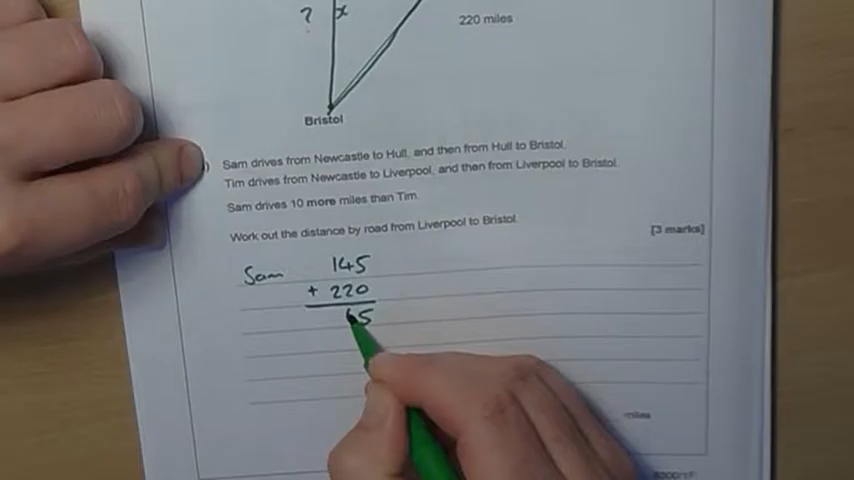 ? x
220 miles
Bristol
Sam drives from Newcastle to Hull, and then from Hull to Bristol.
Tim drives from Newcastle to Liverpool, and then from Liverpool to Bristol.
Sam drives 10 more miles than Tim.
Work out the distance by road from Liverpool to Bristol.
[3 marks]
Sam 145
+ 220
65
miles